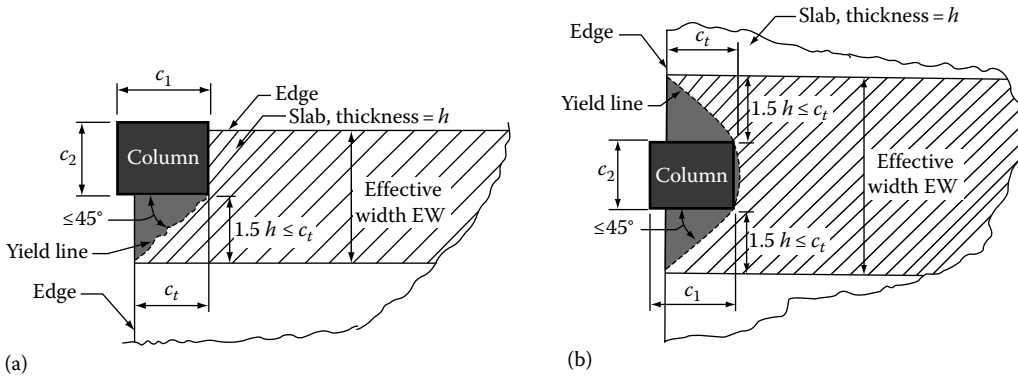 c1
Edge
Slab, thickness = h
c2
Column
≤45°
Yield line
1.5 h ≤ ct
Effective
width EW
Edge
ct
(a)
Slab, thickness = h
Edge
ct
Yield line
1.5 h ≤ ct
c2
Column
Effective
width EW
≤45°
1.5 h ≤ ct
c1
(b)